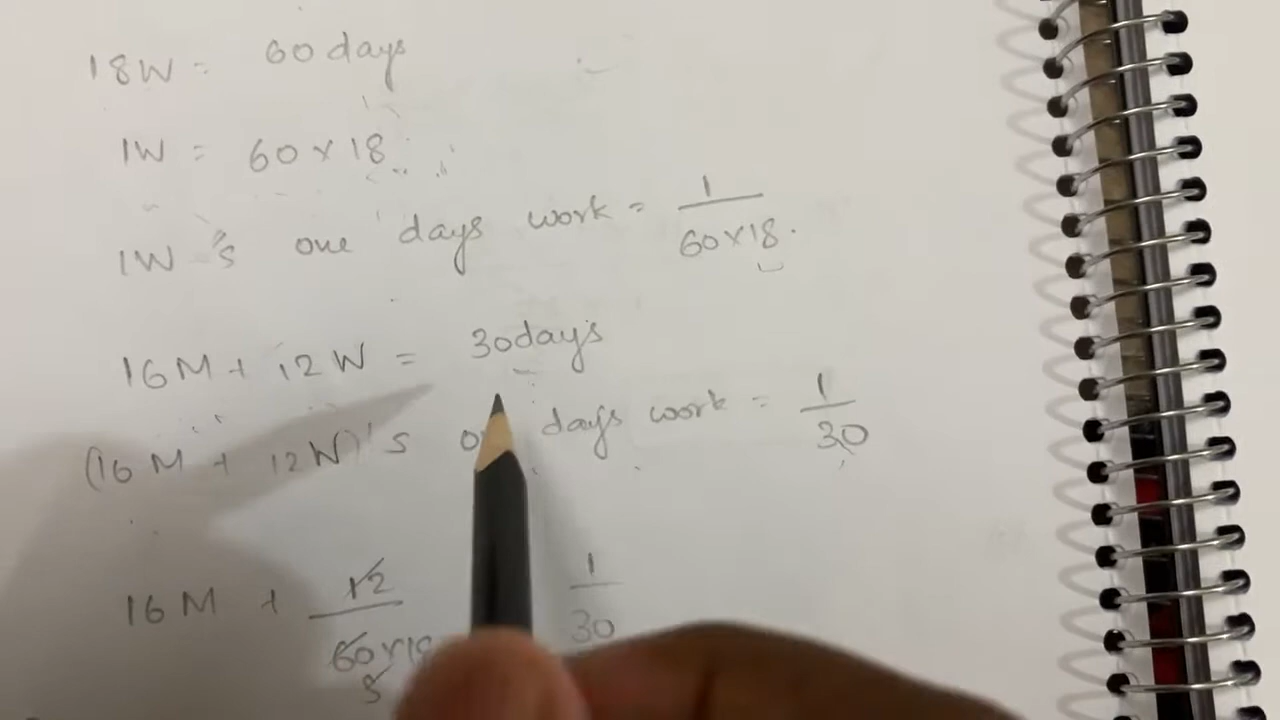 18W = 60 days
1W = 60 × 18
1W's one days work = 1/60×18.
16M + 12W = 30days
(16M + 12W)'s days work = 1/30
16M + 12/60×18 1/30
5